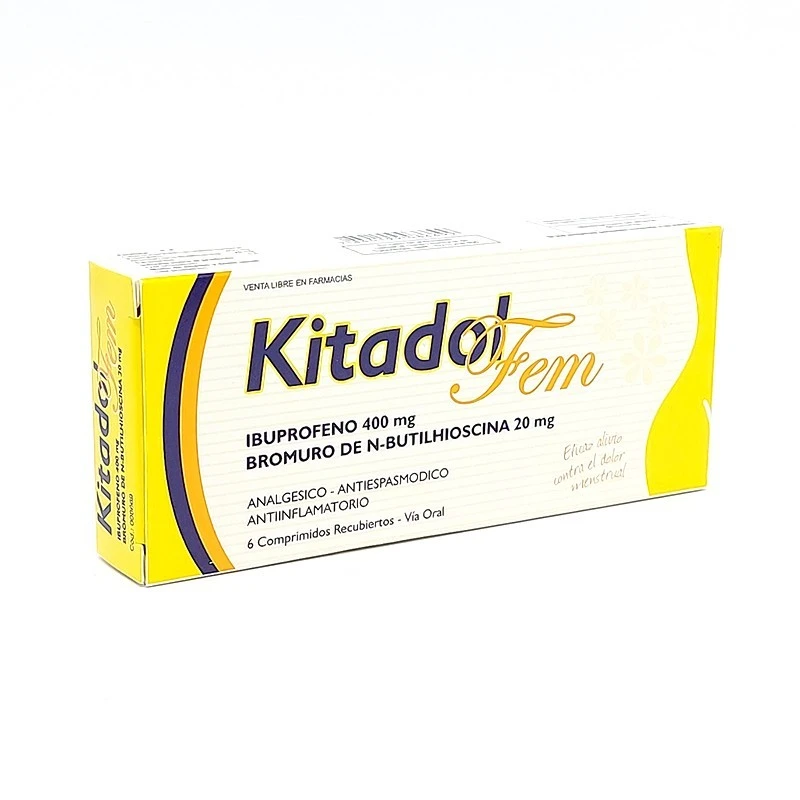 VENTA LIBRE EN FARMACIAS
Kitadol Fem
IBUPROFENO 400 mg
BROMURO DE N-BUTILHIOSCINA 20 mg
ANALGESICO - ANTIESPASMODICO
ANTIINFLAMATORIO
6 Comprimidos Recubiertos - Vía Oral
Eficaz alivio
contra el dolor
menstrual
Kitadol Fem
IBUPROFENO 400 mg
BROMURO DE N-BUTILHIOSCINA 20 mg